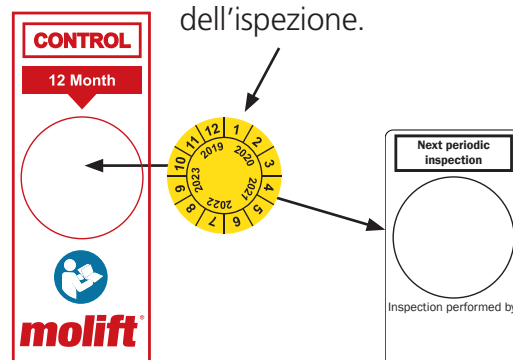 dell’ispezione.
CONTROL
12 Month
12 1 2 3 4 5 6 7 8 9 10 11
2019 2020 2021 2022 2023
molift®
Next periodic
inspection
Inspection performed by